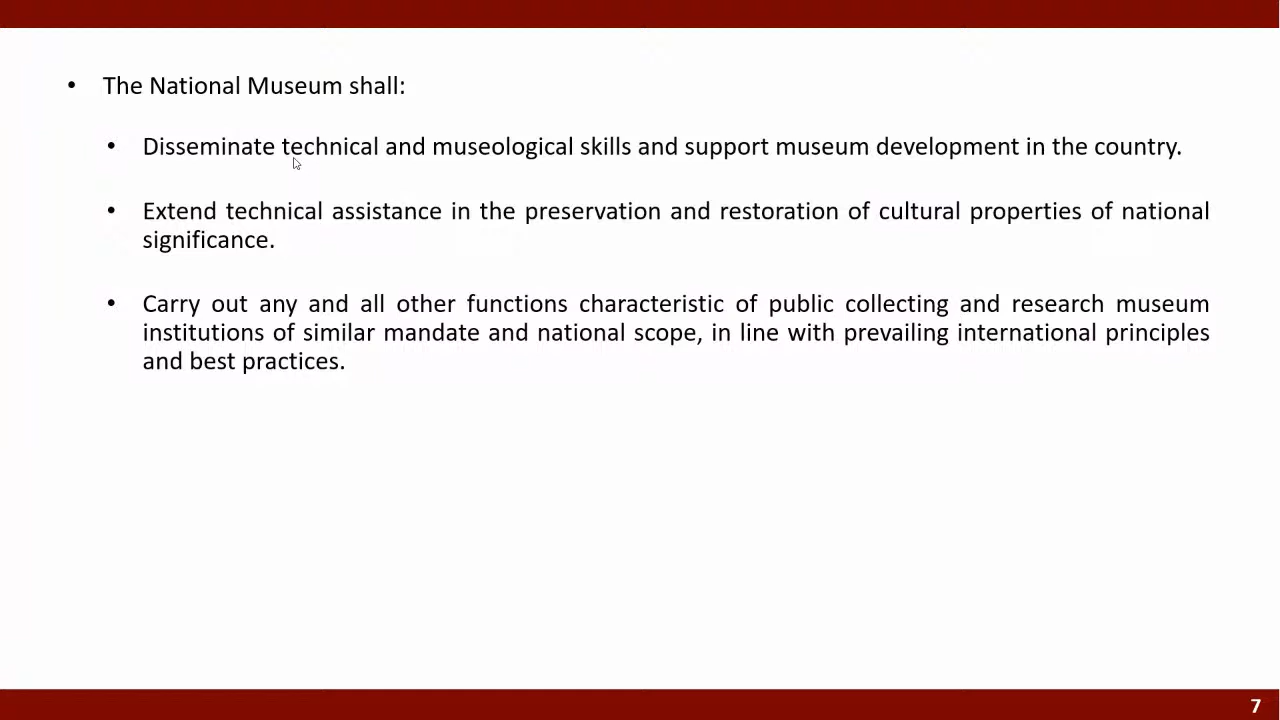 • The National Museum shall:
• Disseminate technical and museological skills and support museum development in the country.
• Extend technical assistance in the preservation and restoration of cultural properties of national
significance.
• Carry out any and all other functions characteristic of public collecting and research museum
institutions of similar mandate and national scope, in line with prevailing international principles
and best practices.
7